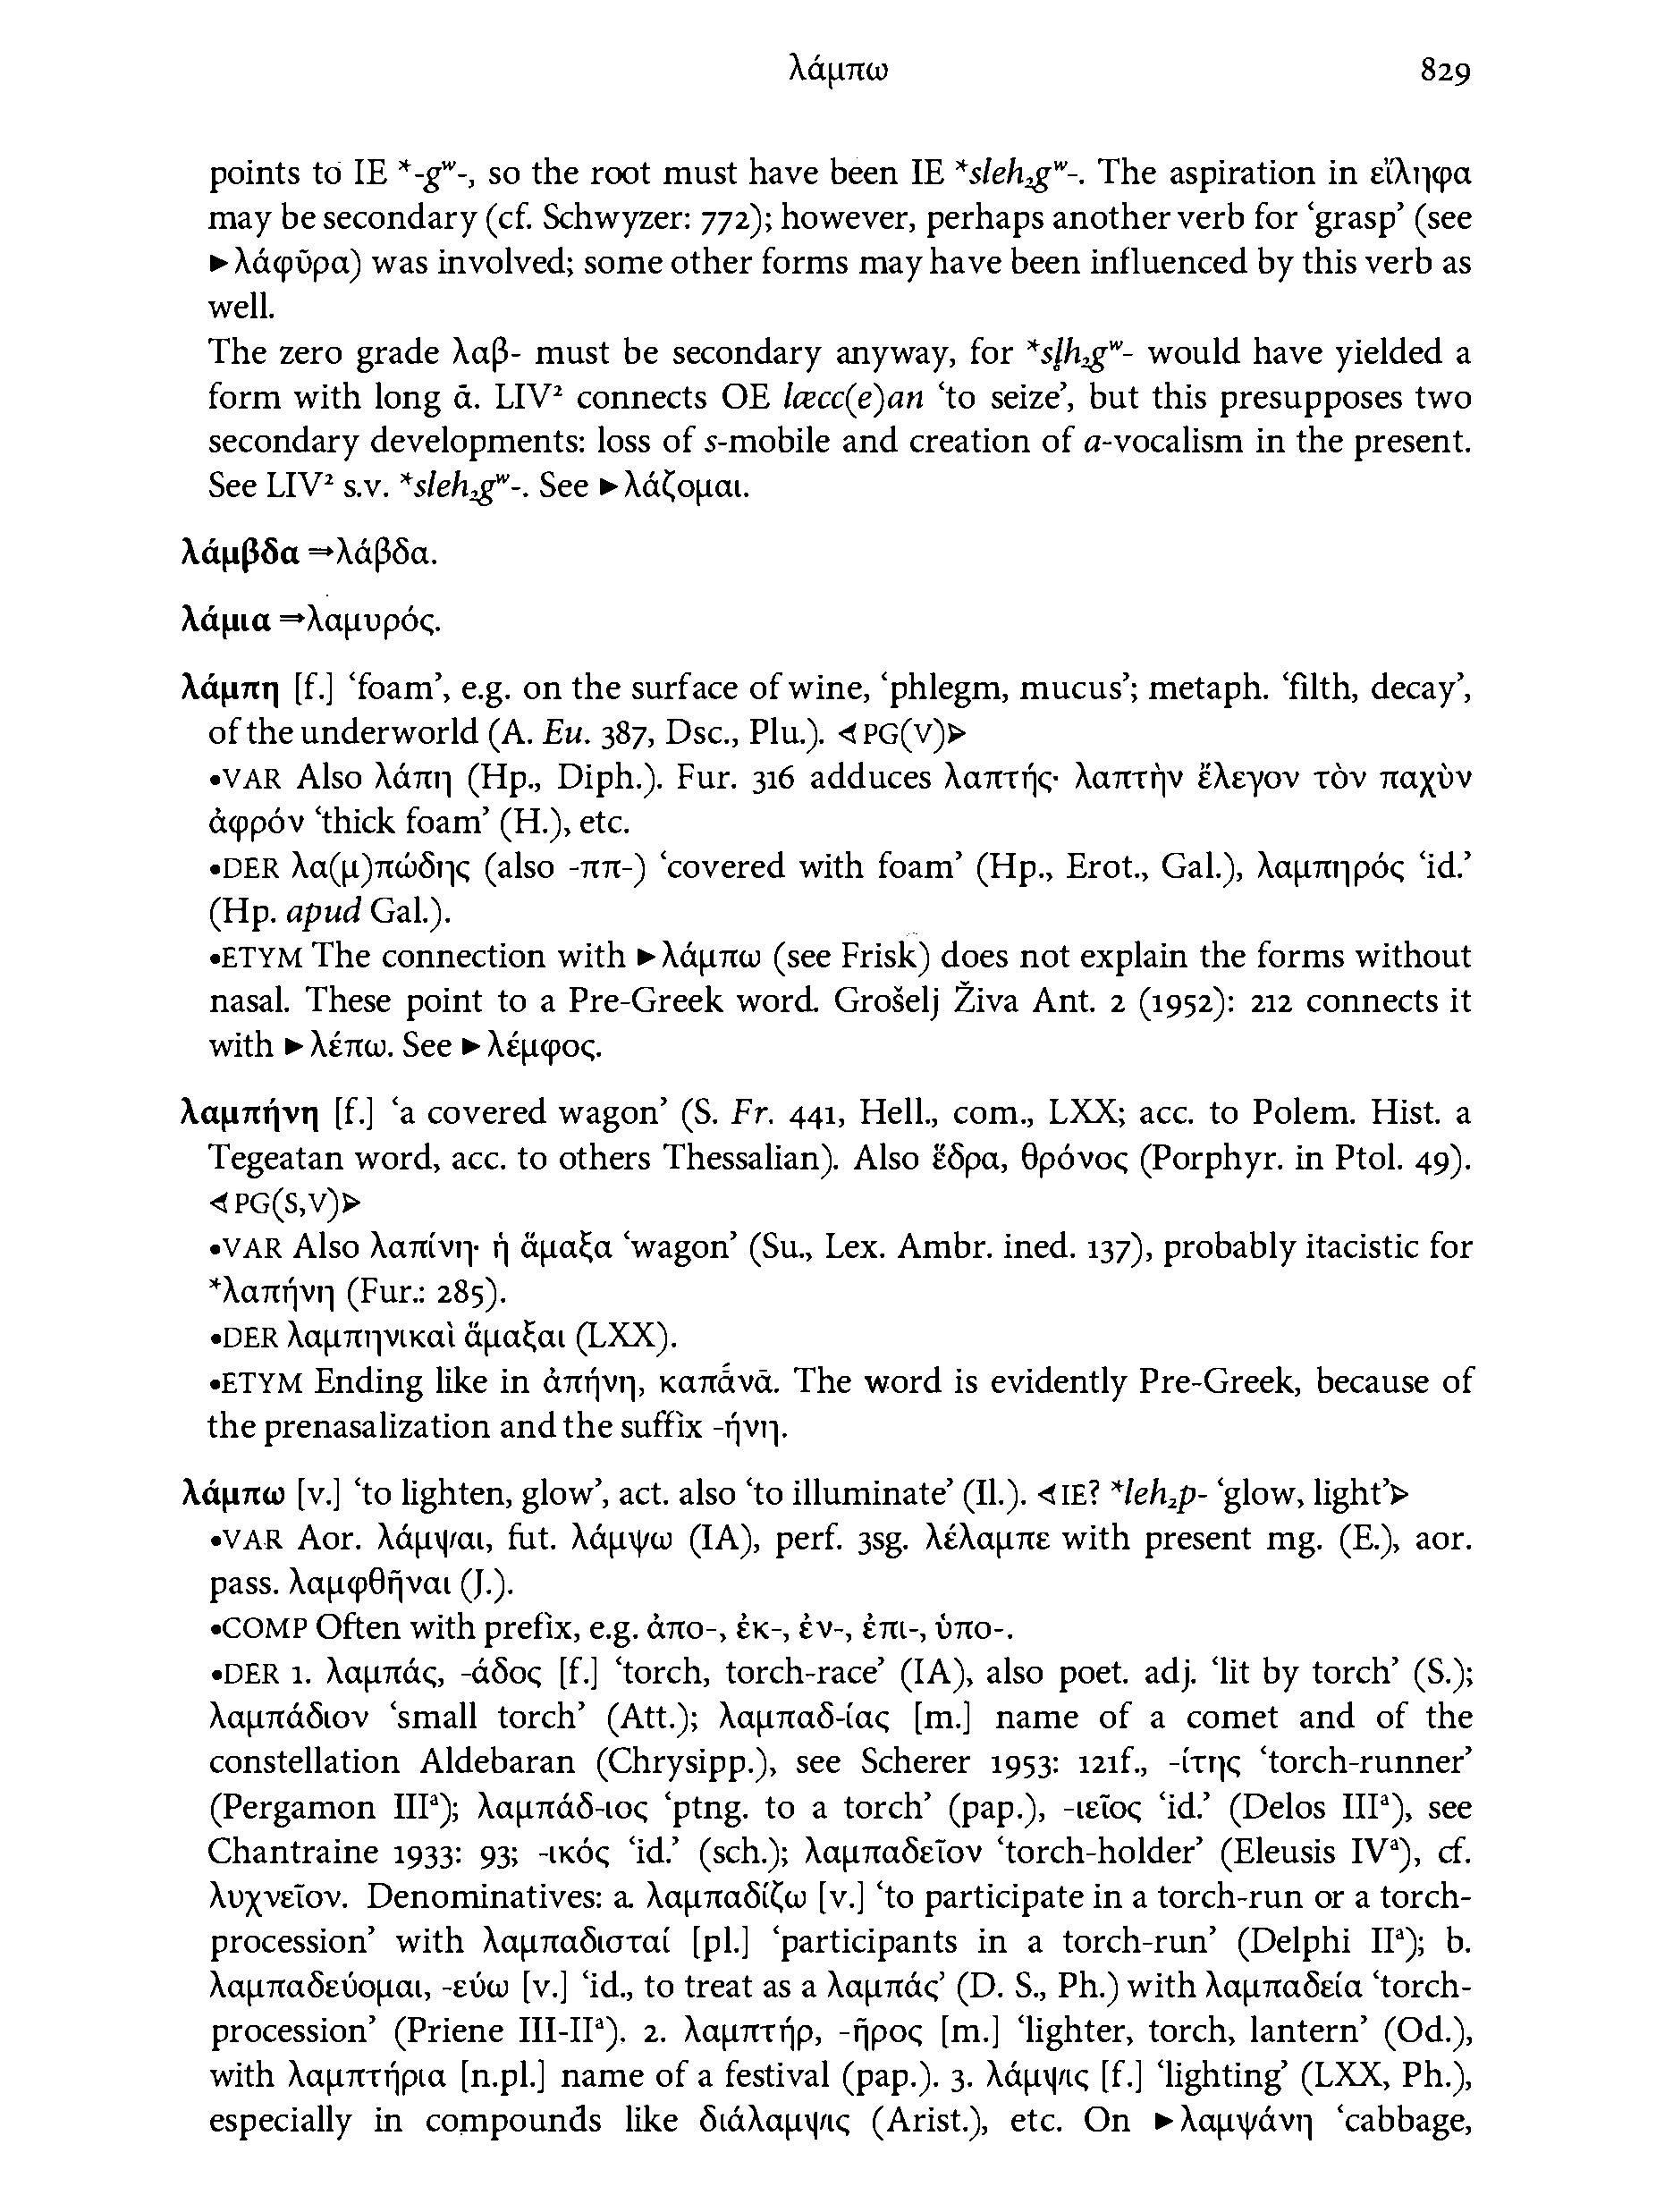 λάμπω 829
points to IE *-gʷ-, so the root must have been IE *sleh₂gʷ-. The aspiration in εἴληφα
may be secondary (cf. Schwyzer: 772); however, perhaps another verb for ‘grasp’ (see
►λάφῡρα) was involved; some other forms may have been influenced by this verb as
well.
The zero grade λαβ- must be secondary anyway, for *sl̥h₂gʷ- would have yielded a
form with long ᾱ. LIV² connects OE læcc(e)an ‘to seize’, but this presupposes two
secondary developments: loss of s-mobile and creation of a-vocalism in the present.
See LIV² s.v. *sleh₂gʷ-. See ►λάζομαι.
λάμβδα ⇒λάβδα.
λάμια ⇒λαμυρός.
λάμπη [f.] ‘foam’, e.g. on the surface of wine, ‘phlegm, mucus’; metaph. ‘filth, decay’,
of the underworld (A. Eu. 387, Dsc., Plu.). ⊲PG(V)⊳
•VAR Also λάπη (Hp., Diph.). Fur. 316 adduces λαπτής· λαπτὴν ἔλεγον τὸν παχὺν
ἀφρόν ‘thick foam’ (H.), etc.
•DER λα(μ)πώδης (also -ππ-) ‘covered with foam’ (Hp., Erot., Gal.), λαμπηρός ‘id.’
(Hp. apud Gal.).
•ETYM The connection with ►λάμπω (see Frisk) does not explain the forms without
nasal. These point to a Pre-Greek word. Grošelj Živa Ant. 2 (1952): 212 connects it
with ►λέπω. See ►λέμφος.
λαμπήνη [f.] ‘a covered wagon’ (S. Fr. 441, Hell., com., LXX; acc. to Polem. Hist. a
Tegeatan word, acc. to others Thessalian). Also ἕδρα, θρόνος (Porphyr. in Ptol. 49).
⊲PG(S,V)⊳
•VAR Also λαπίνη· ἡ ἅμαξα ‘wagon’ (Su., Lex. Ambr. ined. 137), probably itacistic for
*λαπήνη (Fur.: 285).
•DER λαμπηνικαὶ ἅμαξαι (LXX).
•ETYM Ending like in ἀπήνη, καπά̄νᾱ. The word is evidently Pre-Greek, because of
the prenasalization and the suffix -ήνη.
λάμπω [v.] ‘to lighten, glow’, act. also ‘to illuminate’ (Il.). ⊲IE? *leh₂p- ‘glow, light’⊳
•VAR Aor. λάμψαι, fut. λάμψω (IA), perf. 3sg. λέλαμπε with present mg. (E.), aor.
pass. λαμφθῆναι (J.).
•COMP Often with prefix, e.g. ἀπο-, ἐκ-, ἐν-, ἐπι-, ὑπο-.
•DER 1. λαμπάς, -άδος [f.] ‘torch, torch-race’ (IA), also poet. adj. ‘lit by torch’ (S.);
λαμπάδιον ‘small torch’ (Att.); λαμπαδ-ίας [m.] name of a comet and of the
constellation Aldebaran (Chrysipp.), see Scherer 1953: 121f., -ίτης ‘torch-runner’
(Pergamon IIIᵃ); λαμπάδ-ιος ‘ptng. to a torch’ (pap.), -ιεῖος ‘id.’ (Delos IIIᵃ), see
Chantraine 1933: 93; -ικός ‘id.’ (sch.); λαμπαδεῖον ‘torch-holder’ (Eleusis IVᵃ), cf.
λυχνεῖον. Denominatives: a. λαμπαδίζω [v.] ‘to participate in a torch-run or a torch-
procession’ with λαμπαδισταί [pl.] ‘participants in a torch-run’ (Delphi IIᵃ); b.
λαμπαδεύομαι, -εύω [v.] ‘id., to treat as a λαμπάς’ (D. S., Ph.) with λαμπαδεία ‘torch-
procession’ (Priene III-IIᵃ). 2. λαμπτήρ, -ῆρος [m.] ‘lighter, torch, lantern’ (Od.),
with λαμπτήρια [n.pl.] name of a festival (pap.). 3. λάμψις [f.] ‘lighting’ (LXX, Ph.),
especially in compounds like διάλαμψις (Arist.), etc. On ►λαμψάνη ‘cabbage,